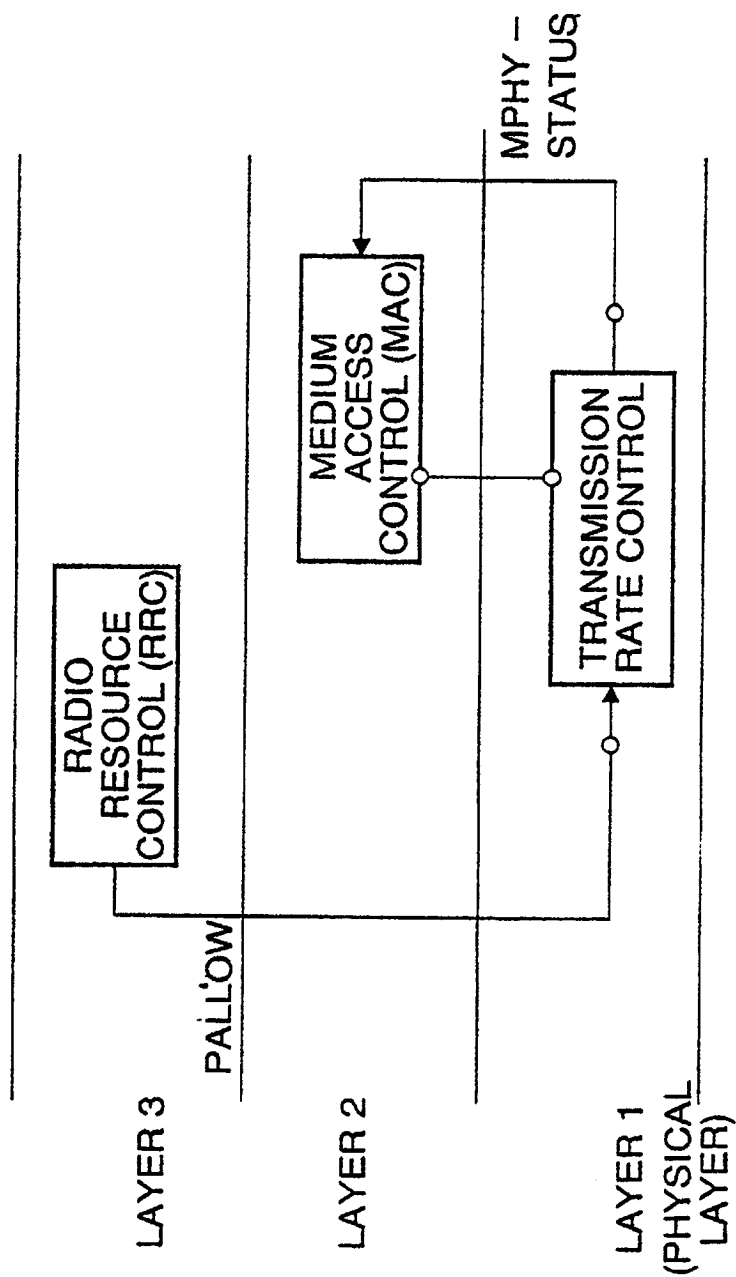 LAYER 3
RADIO
RESOURCE
CONTROL (RRC)
PALLOW
LAYER 2
MEDIUM
ACCESS
CONTROL (MAC)
MPHY –
STATUS
LAYER 1
(PHYSICAL
LAYER)
TRANSMISSION
RATE CONTROL